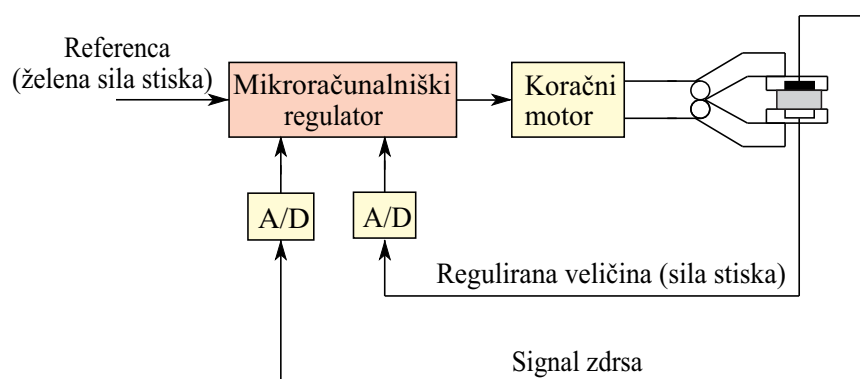 Referenca
(želena sila stiska)
Mikroračunalniški
regulator
Koračni
motor
A/D
A/D
Regulirana veličina (sila stiska)
Signal zdrsa